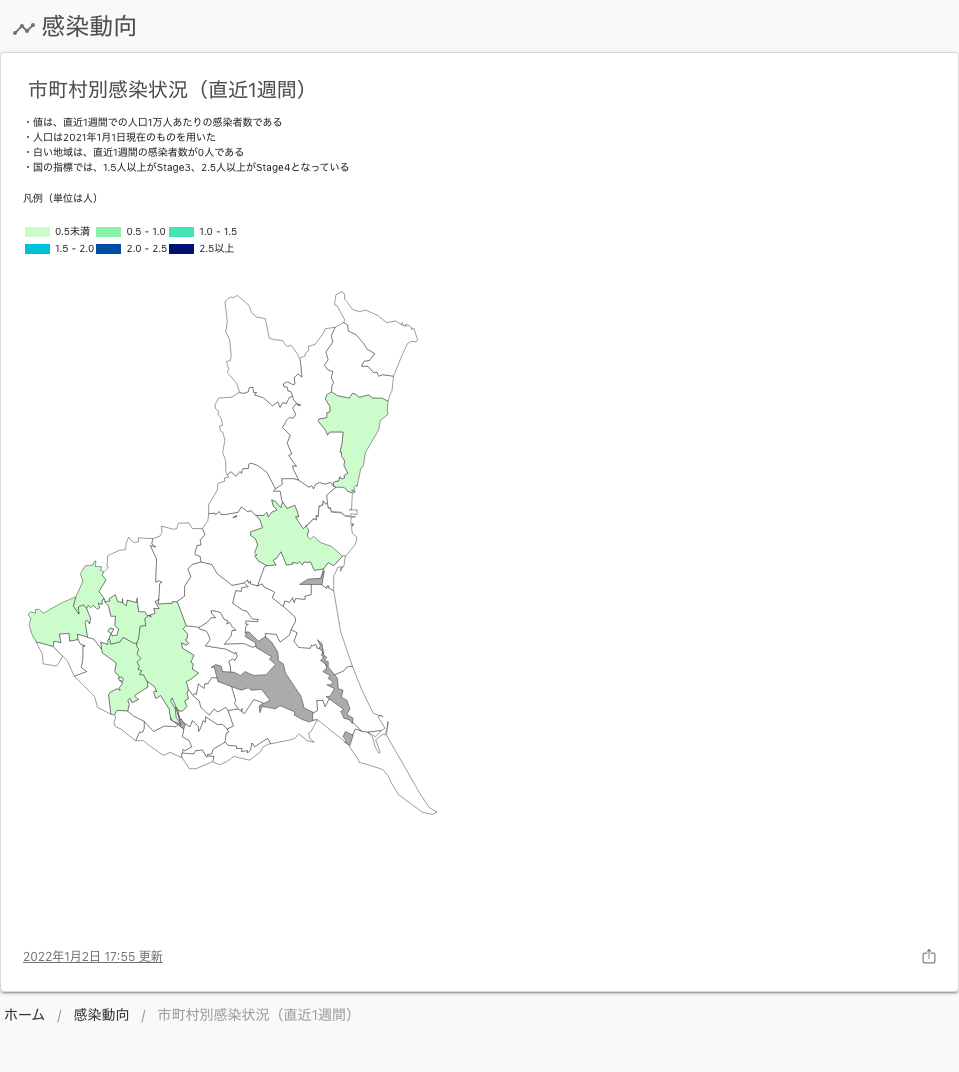 感染動向
市町村別感染状況（直近1週間）
・値は、直近1週間での人口1万人あたりの感染者数である
・人口は2021年1月1日現在のものを用いた
・白い地域は、直近1週間の感染者数が0人である
・国の指標では、1.5人以上がStage3、2.5人以上がStage4となっている
凡例（単位は人）
0.5未満 0.5 - 1.0 1.0 - 1.5
1.5 - 2.0 2.0 - 2.5 2.5以上
2022年1月2日 17:55 更新
ホーム / 感染動向 / 市町村別感染状況（直近1週間）